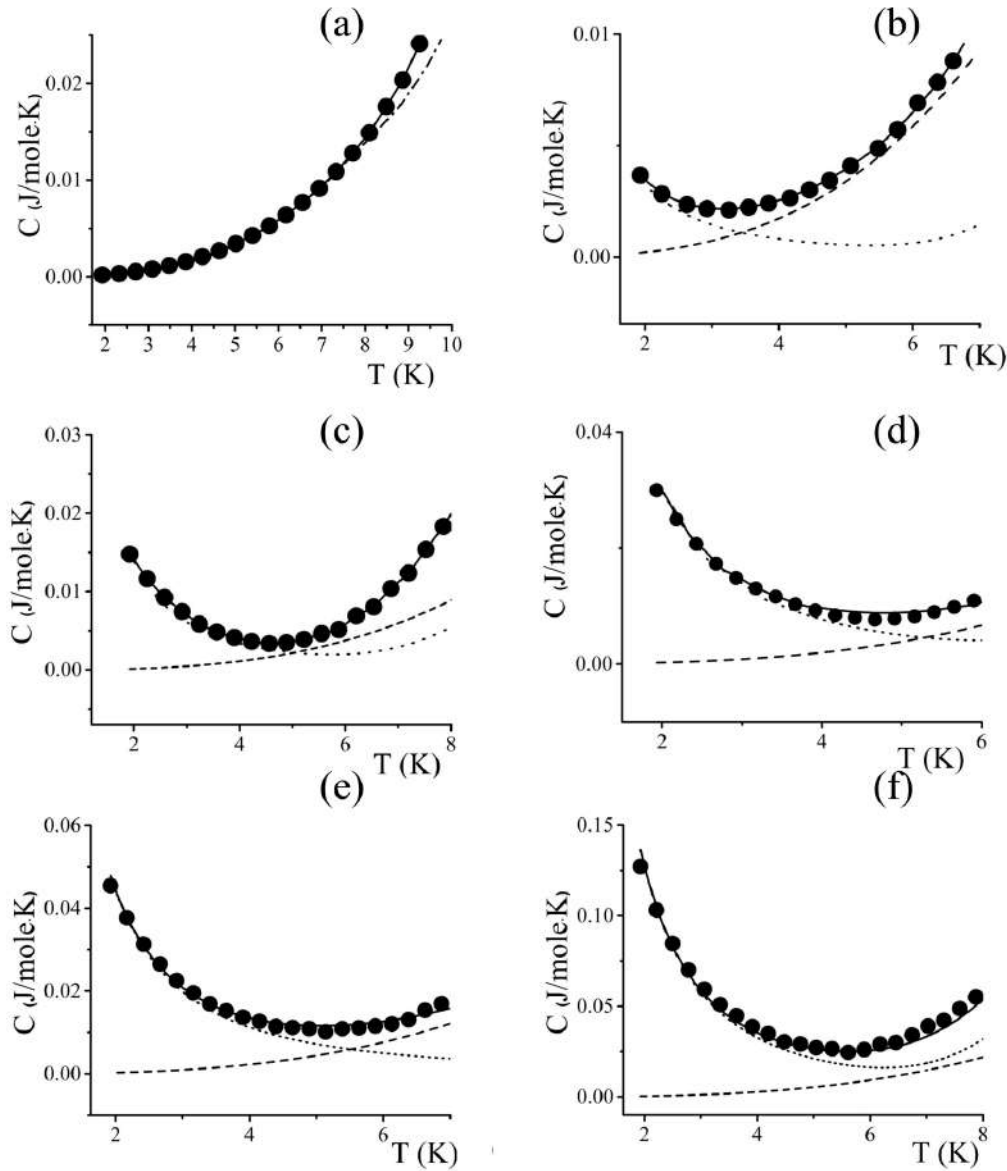 (a)
C (J/mole·K)
0.02
0.01
0.00
2 3 4 5 6 7 8 9 10
T (K)
(b)
C (J/mole·K)
0.01
0.00
2 4 6
T (K)
(c)
C (J/mole·K)
0.03
0.02
0.01
0.00
2 4 6 8
T (K)
(d)
C (J/mole·K)
0.04
0.00
2 4 6
T (K)
(e)
C (J/mole·K)
0.06
0.04
0.02
0.00
2 4 6
T (K)
(f)
C (J/mole·K)
0.15
0.10
0.05
0.00
2 4 6 8
T (K)